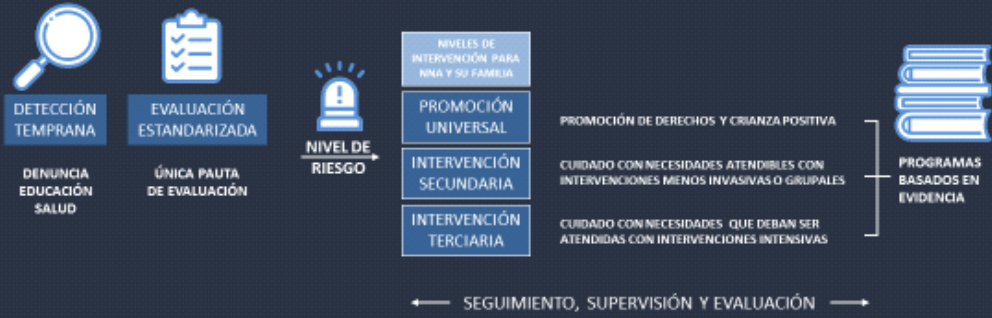 DETECCIÓN
TEMPRANA
DENUNCIA
EDUCACIÓN
SALUD
EVALUACIÓN
ESTANDARIZADA
ÚNICA PAUTA
DE EVALUACIÓN
NIVEL DE
RIESGO
NIVELES DE
INTERVENCIÓN PARA
NNA Y SU FAMILIA
PROMOCIÓN
UNIVERSAL
PROMOCIÓN DE DERECHOS Y CRIANZA POSITIVA
INTERVENCIÓN
SECUNDARIA
CUIDADO CON NECESIDADES ATENDIBLES CON
INTERVENCIONES MENOS INVASIVAS O GRUPALES
INTERVENCIÓN
TERCIARIA
CUIDADO CON NECESIDADES QUE DEBAN SER
ATENDIDAS CON INTERVENCIONES INTENSIVAS
PROGRAMAS
BASADOS EN
EVIDENCIA
SEGUIMIENTO, SUPERVISIÓN Y EVALUACIÓN